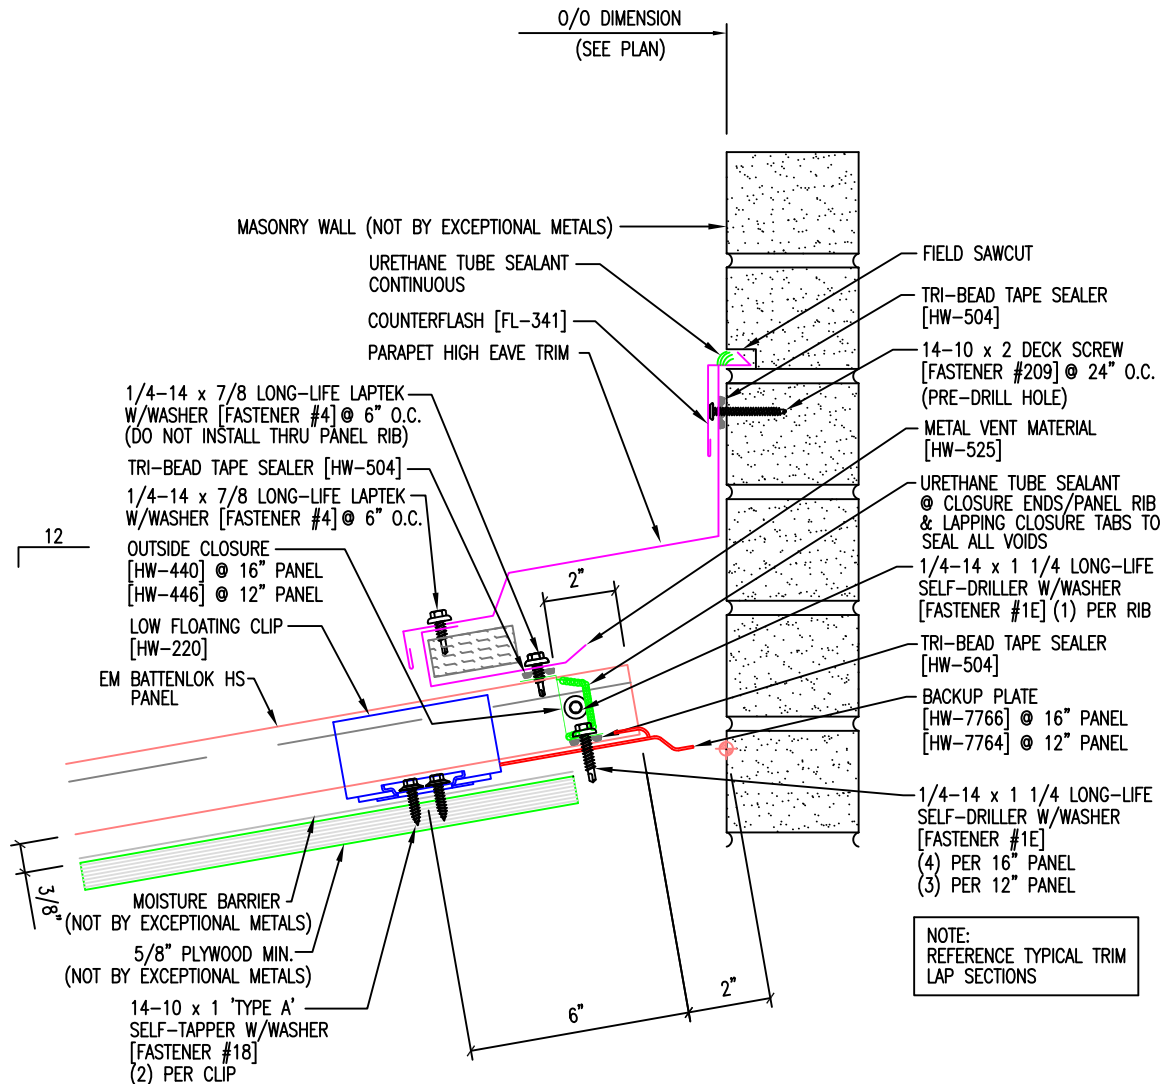 O/O DIMENSION
(SEE PLAN)
MASONRY WALL (NOT BY EXCEPTIONAL METALS)
URETHANE TUBE SEALANT
CONTINUOUS
COUNTERFLASH [FL-341]
PARAPET HIGH EAVE TRIM
1/4-14 x 7/8 LONG-LIFE LAPTEK
W/WASHER [FASTENER #4] @ 6" O.C.
(DO NOT INSTALL THRU PANEL RIB)
TRI-BEAD TAPE SEALER [HW-504]
1/4-14 x 7/8 LONG-LIFE LAPTEK
W/WASHER [FASTENER #4] @ 6" O.C.
12
OUTSIDE CLOSURE
[HW-440] @ 16" PANEL
[HW-446] @ 12" PANEL
LOW FLOATING CLIP
[HW-220]
EM BATTENLOK HS
PANEL
3/8"
MOISTURE BARRIER
(NOT BY EXCEPTIONAL METALS)
5/8" PLYWOOD MIN.
(NOT BY EXCEPTIONAL METALS)
14-10 x 1 'TYPE A'
SELF-TAPPER W/WASHER
[FASTENER #18]
(2) PER CLIP
2"
6"
2"
FIELD SAWCUT
TRI-BEAD TAPE SEALER
[HW-504]
14-10 x 2 DECK SCREW
[FASTENER #209] @ 24" O.C.
(PRE-DRILL HOLE)
METAL VENT MATERIAL
[HW-525]
URETHANE TUBE SEALANT
@ CLOSURE ENDS/PANEL RIB
& LAPPING CLOSURE TABS TO
SEAL ALL VOIDS
1/4-14 x 1 1/4 LONG-LIFE
SELF-DRILLER W/WASHER
[FASTENER #1E] (1) PER RIB
TRI-BEAD TAPE SEALER
[HW-504]
BACKUP PLATE
[HW-7766] @ 16" PANEL
[HW-7764] @ 12" PANEL
1/4-14 x 1 1/4 LONG-LIFE
SELF-DRILLER W/WASHER
[FASTENER #1E]
(4) PER 16" PANEL
(3) PER 12" PANEL
NOTE:
REFERENCE TYPICAL TRIM
LAP SECTIONS